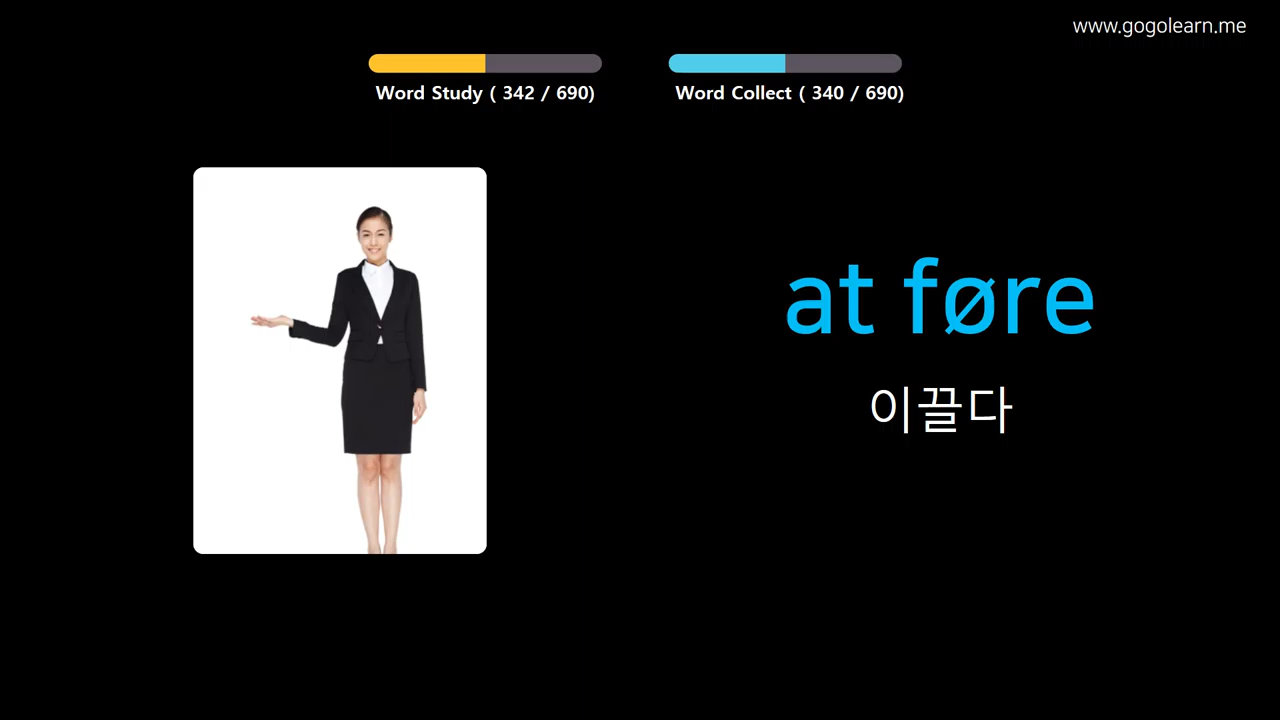 www.gogolearn.me
Word Study ( 342 / 690)
Word Collect ( 340 / 690)
at føre
이끌다